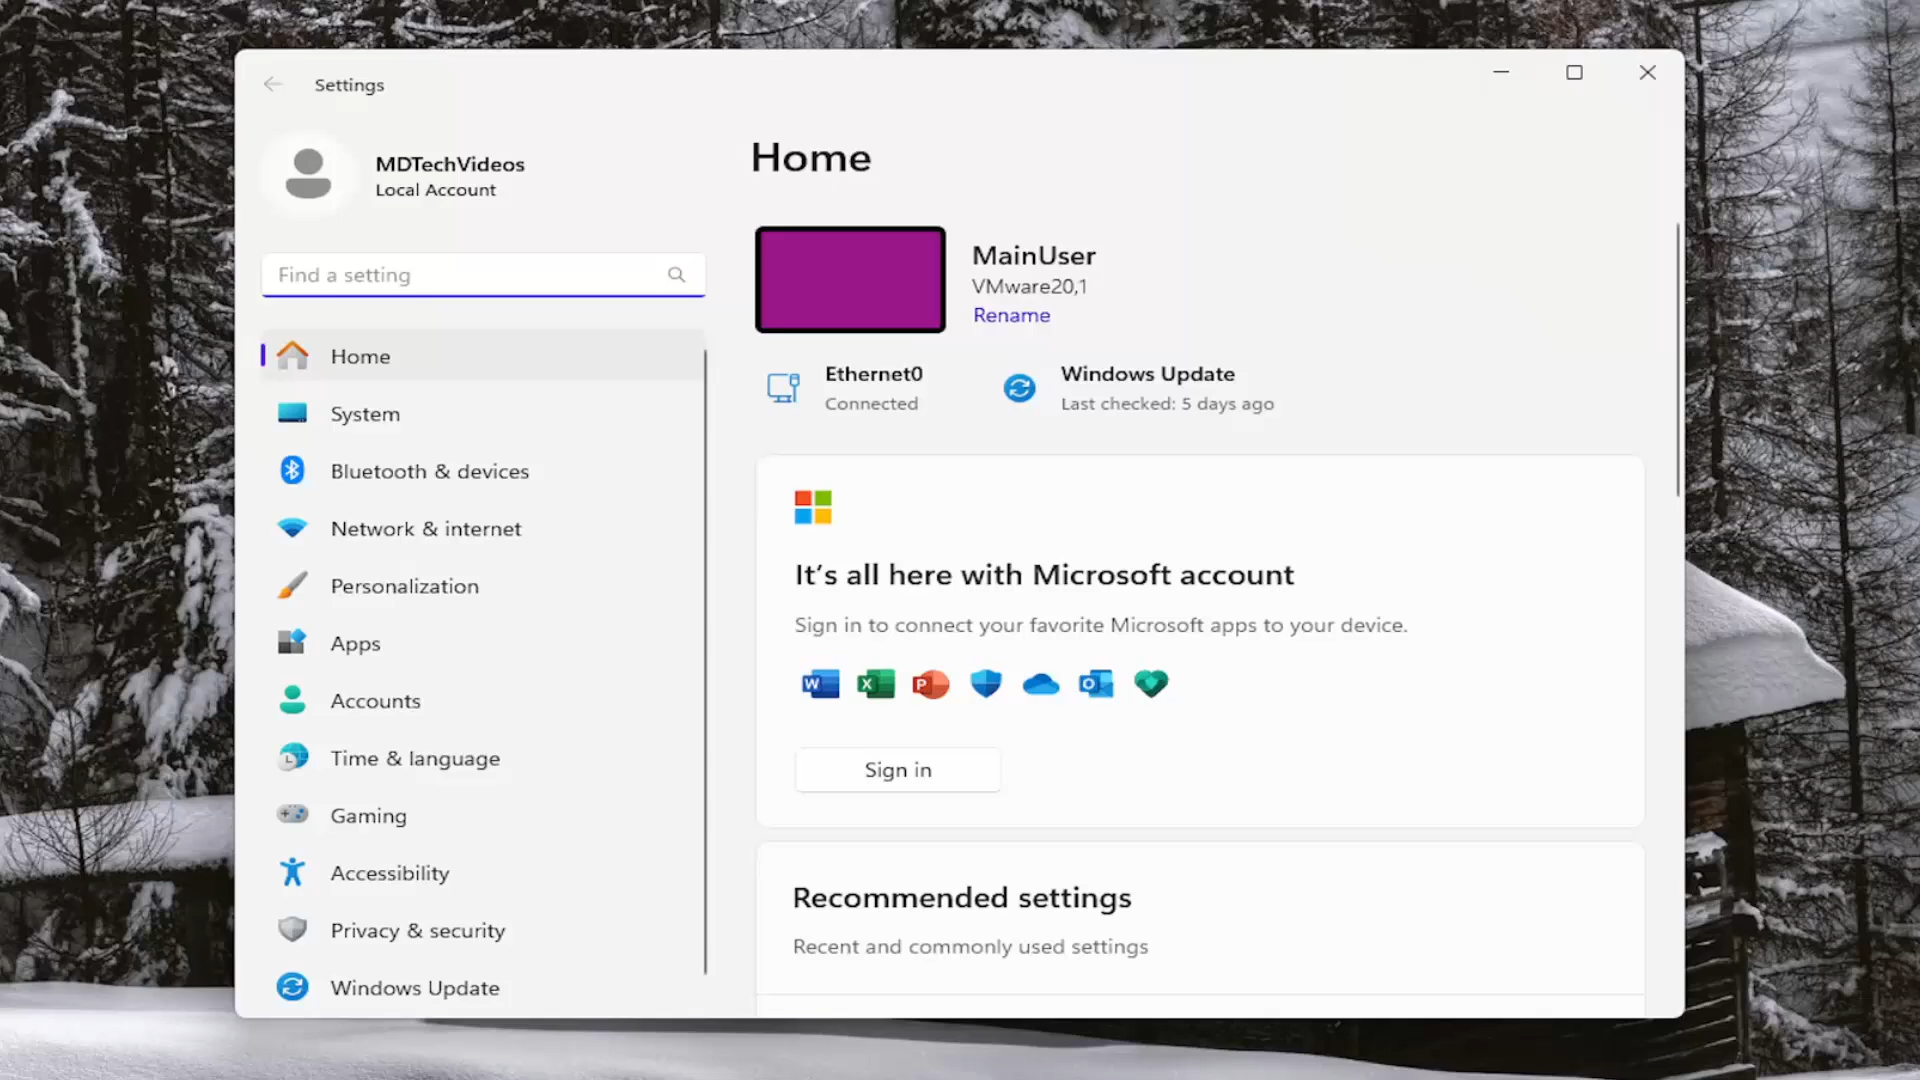 Settings
MDTechVideos
Local Account
Find a setting
Home
System
Bluetooth & devices
Network & internet
Personalization
Apps
Accounts
Time & language
Gaming
Accessibility
Privacy & security
Windows Update
Home
MainUser
VMware20,1
Rename
Ethernet0
Connected
Windows Update
Last checked: 5 days ago
It's all here with Microsoft account
Sign in to connect your favorite Microsoft apps to your device.
Sign in
Recommended settings
Recent and commonly used settings